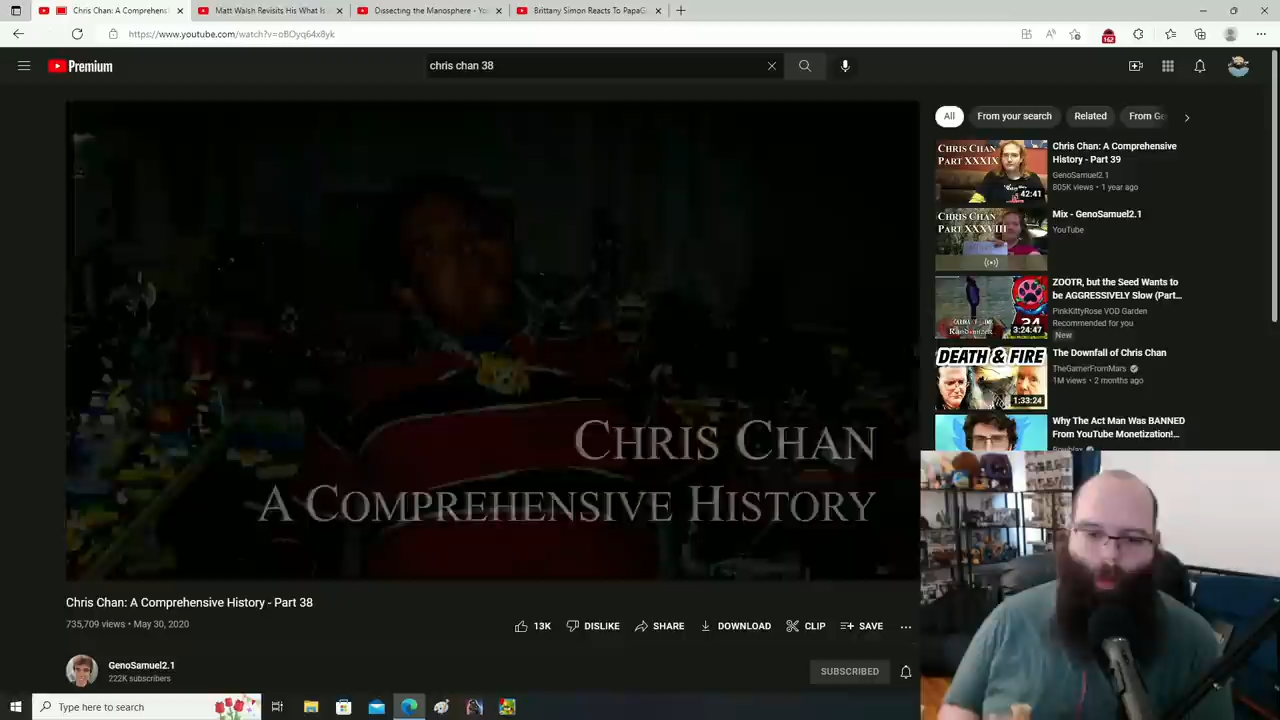 Chris Chan: A Comprehens
Matt Walsh Revisits His What Is
Dissecting the Manosphere - Yo
Brittany Simon Reacts To PapaG
https://www.youtube.com/watch?v=oBOyq64x8yk
162
Premium
chris chan 38
All
From your search
Related
From Ge
CHRIS CHAN
PART XXXIX
42:41
Chris Chan: A Comprehensive
History - Part 39
GenoSamuel2.1
805K views • 1 year ago
CHRIS CHAN
PART XXXVIII
Mix - GenoSamuel2.1
YouTube
34
3:24:47
ZOOTR, but the Seed Wants to
be AGGRESSIVELY Slow (Part...
PinkKittyRose VOD Garden
Recommended for you
New
DEATH & FIRE
1:33:24
The Downfall of Chris Chan
TheGamerFromMars
1M views • 2 months ago
Why The Act Man Was BANNED
From YouTube Monetization!...
CHRIS CHAN
A COMPREHENSIVE HISTORY
Chris Chan: A Comprehensive History - Part 38
735,709 views • May 30, 2020
13K
DISLIKE
SHARE
DOWNLOAD
CLIP
SAVE
GenoSamuel2.1
222K subscribers
SUBSCRIBED
Type here to search